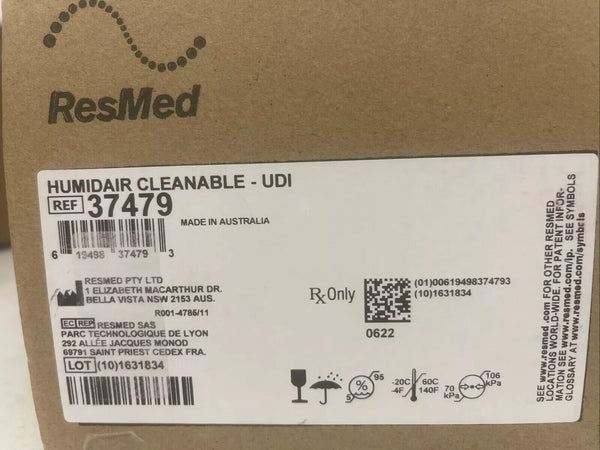 ResMed
HUMIDAIR CLEANABLE - UDI
REF 37479
MADE IN AUSTRALIA
6 19498 37479 3
RESMED PTY LTD
1 ELIZABETH MACARTHUR DR.
BELLA VISTA NSW 2153 AUS.
R001-4786/11
EC REP RESMED SAS
PARC TECHNOLOGIQUE DE LYON
292 ALLÉE JACQUES MONOD
69791 SAINT PRIEST CEDEX FRA.
LOT (10)1631834
Rx Only
(01)00619498374793
(10)1631834
0622
5 % 95
-20C
-4F
60C
140F
70
kPa
106
kPa
SEE www.resmed.com FOR OTHER RESMED
LOCATIONS WORLD-WIDE. FOR PATENT INFOR-
MATION SEE www.resmed.com/ip. SEE SYMBOLS
GLOSSARY AT www.resmed.com/symbols